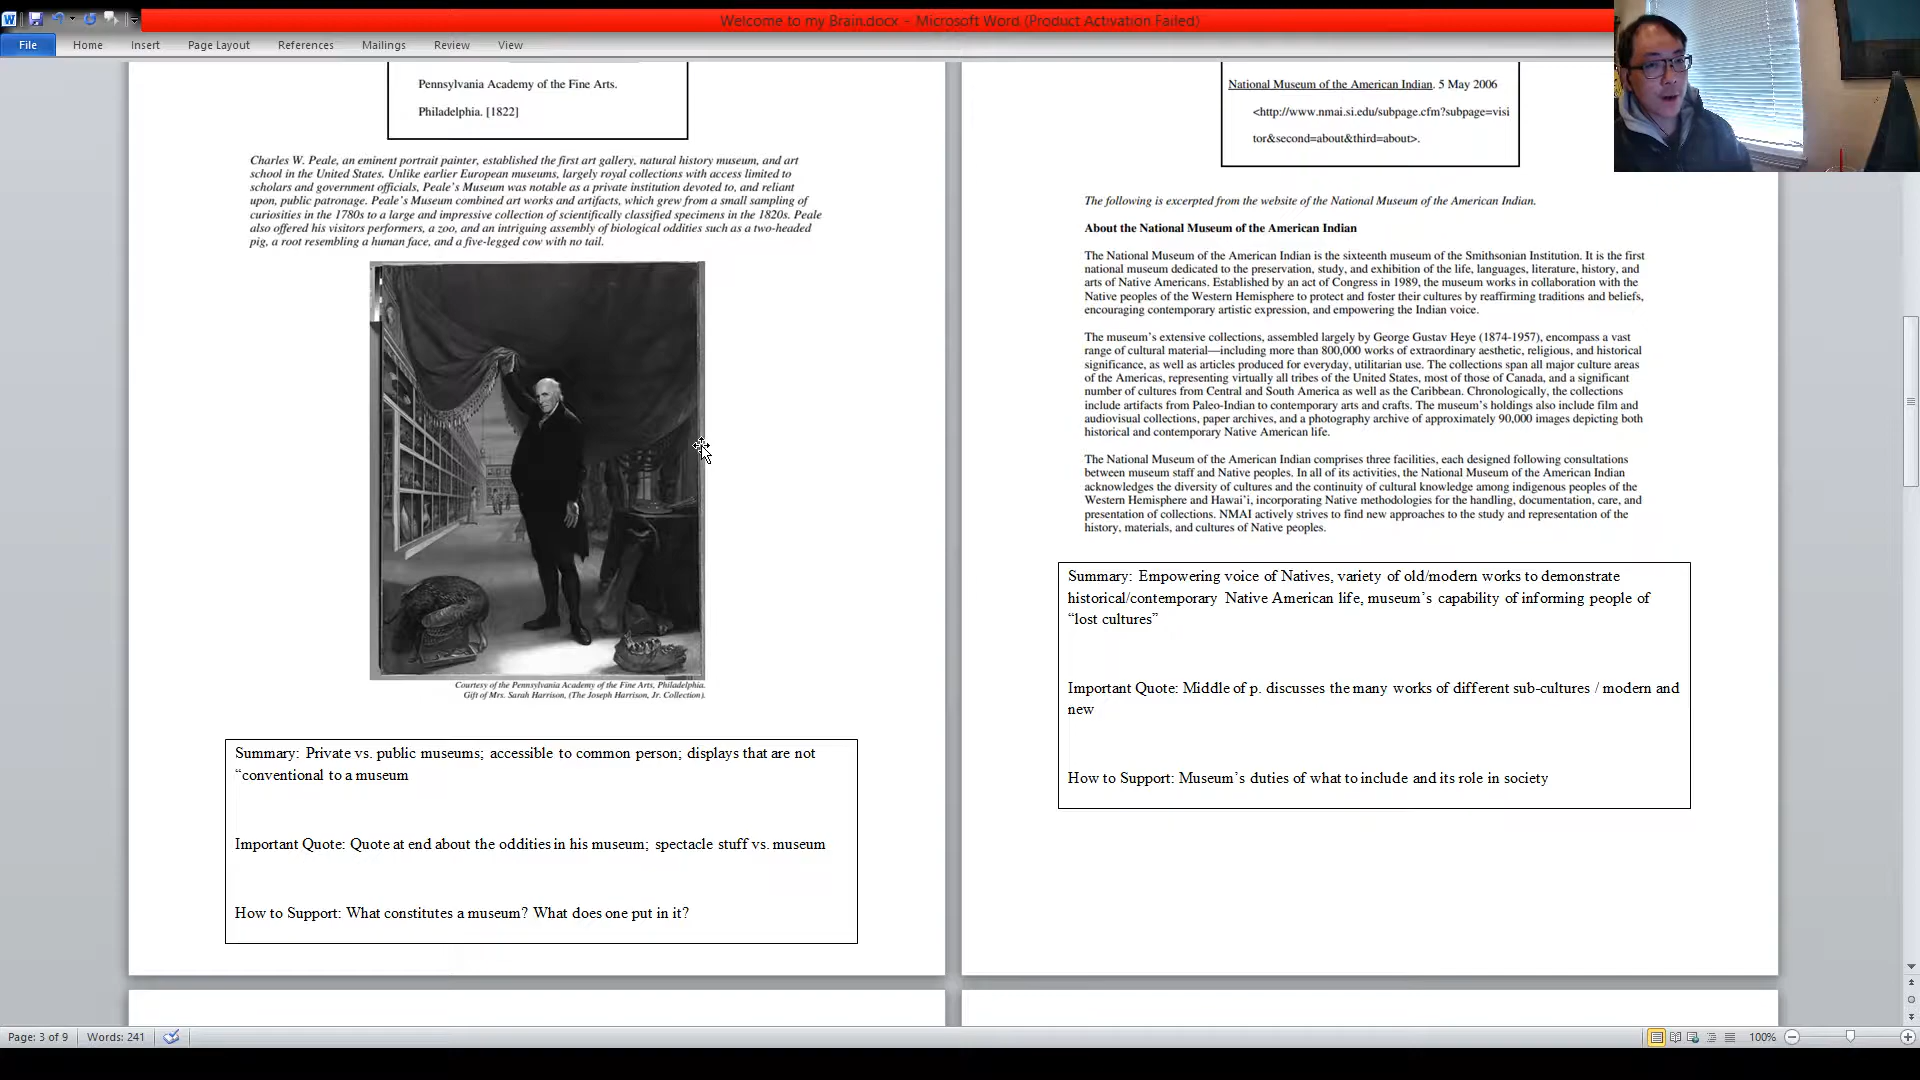 Welcome to my Brain.docx - Microsoft Word (Product Activation Failed)
File Home Insert Page Layout References Mailings Review View
Pennsylvania Academy of the Fine Arts.
Philadelphia. [1822]
Charles W. Peale, an eminent portrait painter, established the first art gallery, natural history museum, and art
school in the United States. Unlike earlier European museums, largely royal collections with access limited to
scholars and government officials, Peale's Museum was notable as a private institution devoted to, and reliant
upon, public patronage. Peale's Museum combined art works and artifacts, which grew from a small sampling of
curiosities in the 1780s to a large and impressive collection of scientifically classified specimens in the 1820s. Peale
also offered his visitors performers, a zoo, and an intriguing assembly of biological oddities such as a two-headed
pig, a root resembling a human face, and a five-legged cow with no tail.
Courtesy of the Pennsylvania Academy of the Fine Arts, Philadelphia.
Gift of Mrs. Sarah Harrison, (The Joseph Harrison, Jr. Collection).
Summary: Private vs. public museums; accessible to common person; displays that are not
“conventional to a museum
Important Quote: Quote at end about the oddities in his museum; spectacle stuff vs. museum
How to Support: What constitutes a museum? What does one put in it?
National Museum of the American Indian. 5 May 2006
<http://www.nmai.si.edu/subpage.cfm?subpage=visi
tor&second=about&third=about>.
The following is excerpted from the website of the National Museum of the American Indian.
About the National Museum of the American Indian
The National Museum of the American Indian is the sixteenth museum of the Smithsonian Institution. It is the first
national museum dedicated to the preservation, study, and exhibition of the life, languages, literature, history, and
arts of Native Americans. Established by an act of Congress in 1989, the museum works in collaboration with the
Native peoples of the Western Hemisphere to protect and foster their cultures by reaffirming traditions and beliefs,
encouraging contemporary artistic expression, and empowering the Indian voice.
The museum's extensive collections, assembled largely by George Gustav Heye (1874-1957), encompass a vast
range of cultural material—including more than 800,000 works of extraordinary aesthetic, religious, and historical
significance, as well as articles produced for everyday, utilitarian use. The collections span all major culture areas
of the Americas, representing virtually all tribes of the United States, most of those of Canada, and a significant
number of cultures from Central and South America as well as the Caribbean. Chronologically, the collections
include artifacts from Paleo-Indian to contemporary arts and crafts. The museum's holdings also include film and
audiovisual collections, paper archives, and a photography archive of approximately 90,000 images depicting both
historical and contemporary Native American life.
The National Museum of the American Indian comprises three facilities, each designed following consultations
between museum staff and Native peoples. In all of its activities, the National Museum of the American Indian
acknowledges the diversity of cultures and the continuity of cultural knowledge among indigenous peoples of the
Western Hemisphere and Hawai'i, incorporating Native methodologies for the handling, documentation, care, and
presentation of collections. NMAI actively strives to find new approaches to the study and representation of the
history, materials, and cultures of Native peoples.
Summary: Empowering voice of Natives, variety of old/modern works to demonstrate
historical/contemporary Native American life, museum's capability of informing people of
“lost cultures”
Important Quote: Middle of p. discusses the many works of different sub-cultures / modern and
new
How to Support: Museum's duties of what to include and its role in society
Page: 3 of 9 Words: 241 100%